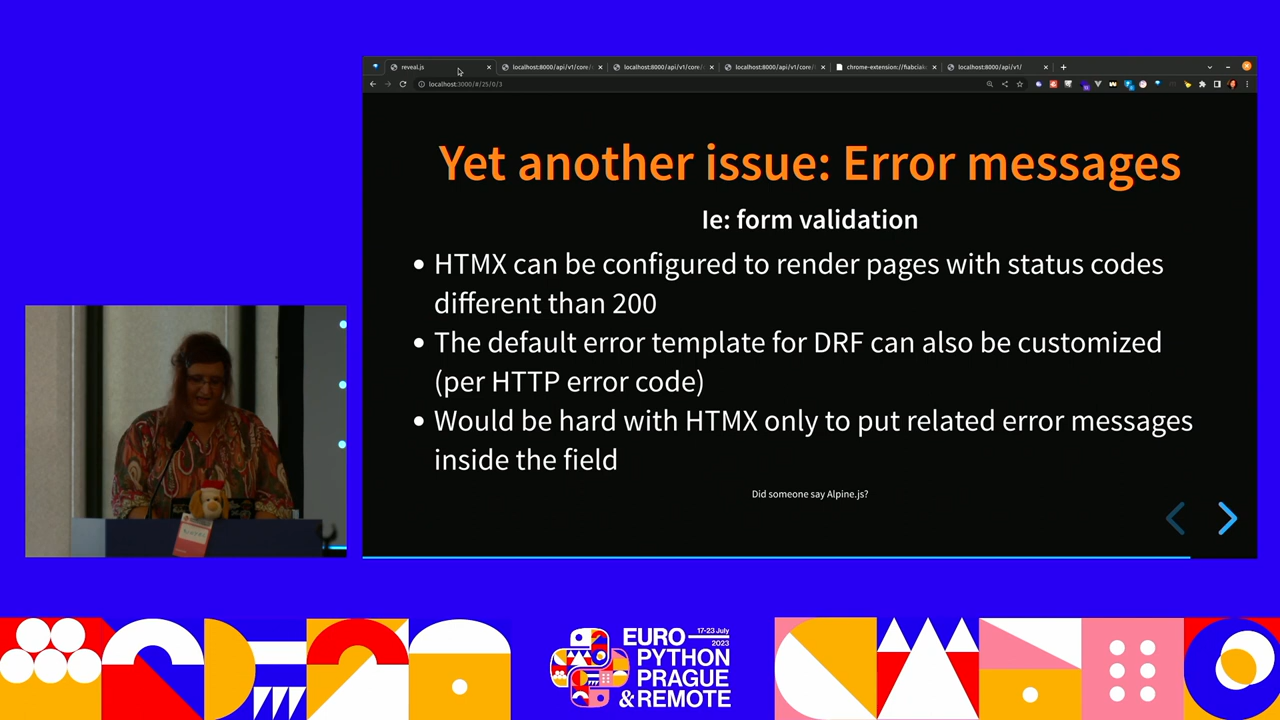 reveal.js
localhost:8000/api/v1/core/
localhost:8000/api/v1/core/
localhost:8000/api/v1/core/
chrome-extension://fiabciak
localhost:8000/api/v1/
localhost:3000/#/25/0/3
Yet another issue: Error messages
Ie: form validation
• HTMX can be configured to render pages with status codes
different than 200
• The default error template for DRF can also be customized
(per HTTP error code)
• Would be hard with HTMX only to put related error messages
inside the field
Did someone say Alpine.js?
17-23 July
2023
EURO
PYTHON
PRAGUE
& REMOTE